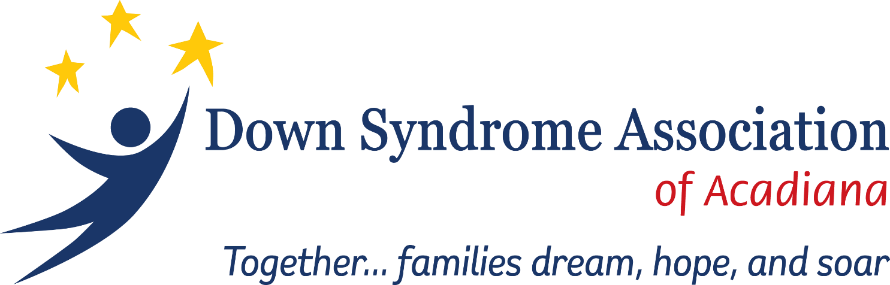 Down Syndrome Association
of Acadiana
Together... families dream, hope, and soar